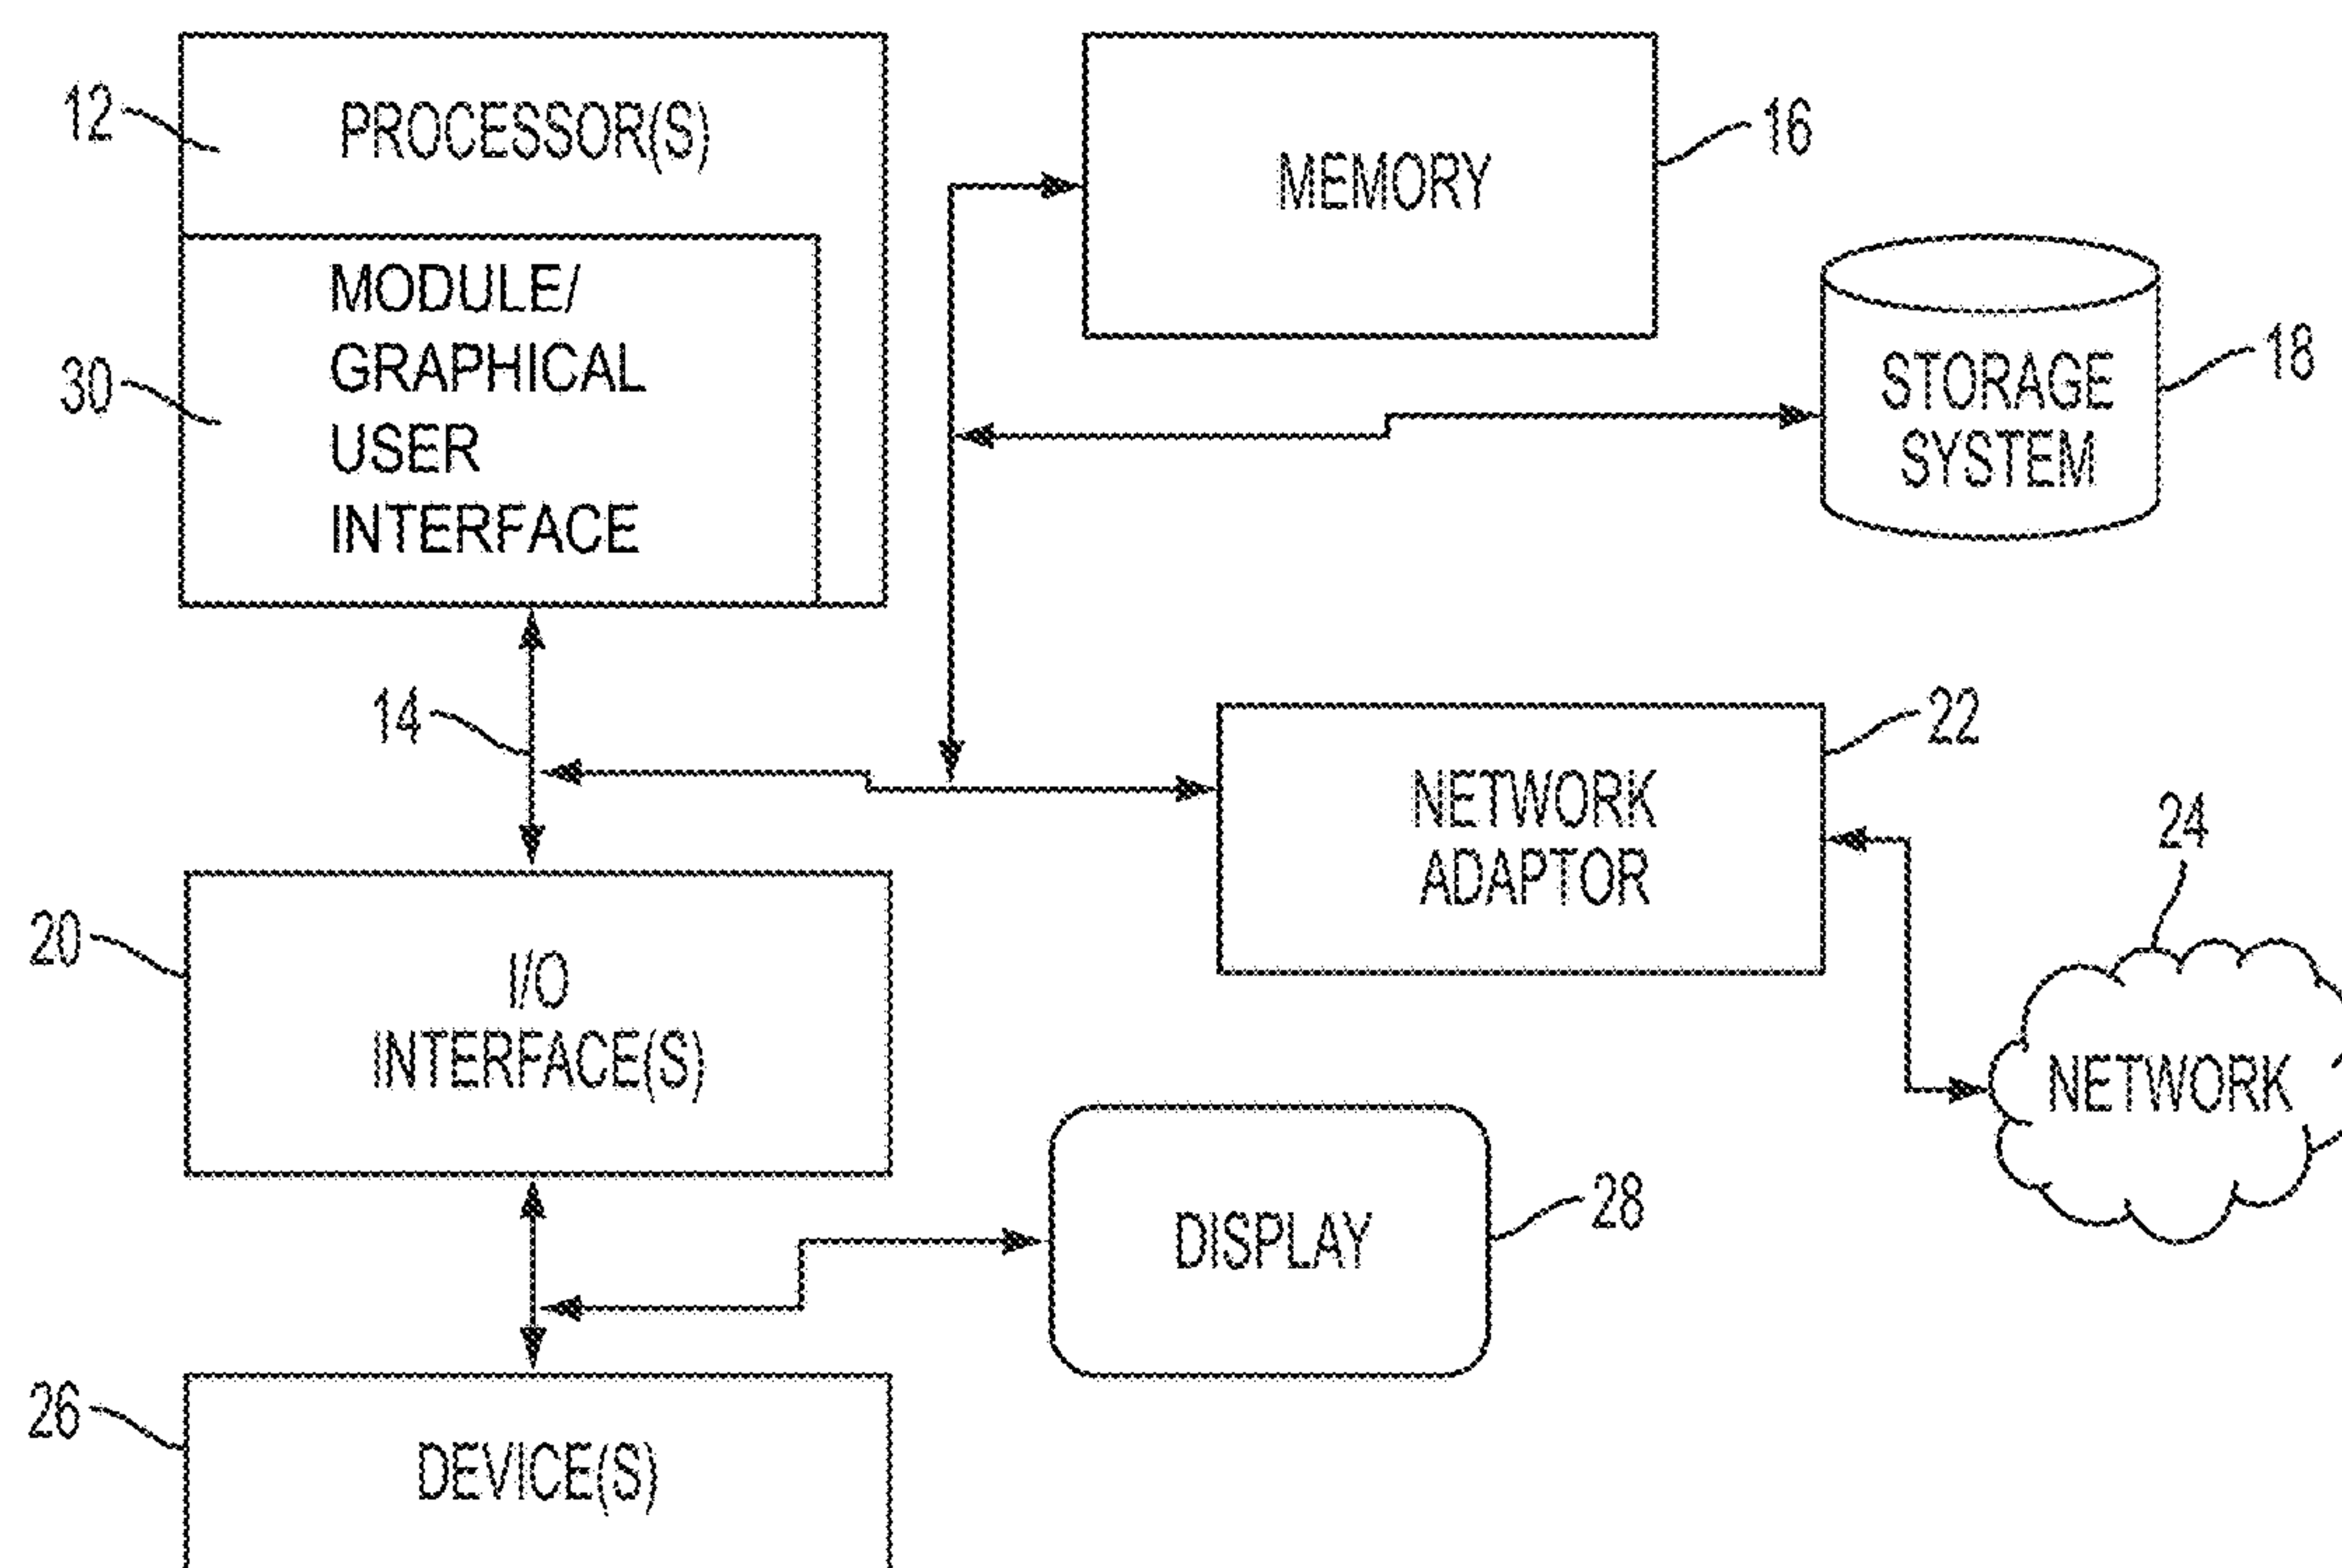 12
PROCESSOR(S)
MEMORY
16
30
MODULE/
GRAPHICAL
USER
INTERFACE
STORAGE
SYSTEM
18
14
22
NETWORK
ADAPTOR
24
20
I/O
INTERFACE(S)
NETWORK
DISPLAY
28
26
DEVICE(S)